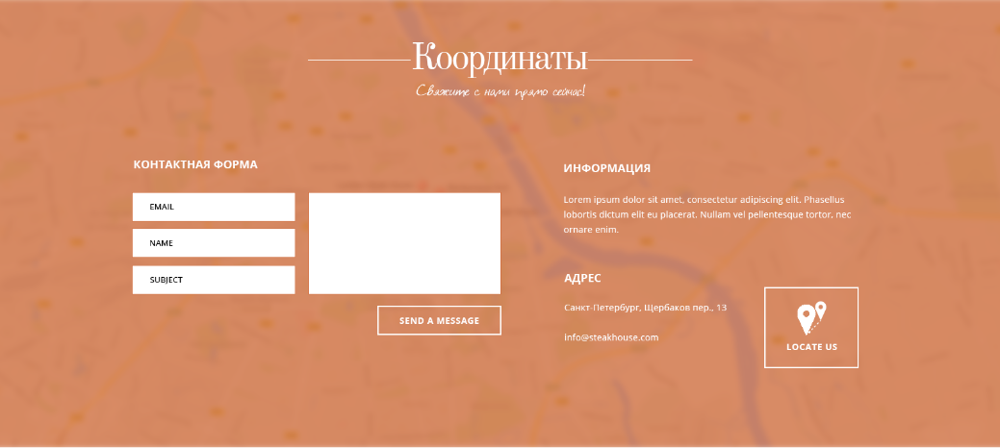 Координаты
Свяжите с нами прямо сейчас!
КОНТАКТНАЯ ФОРМА
EMAIL
NAME
SUBJECT
SEND A MESSAGE
ИНФОРМАЦИЯ
Lorem ipsum dolor sit amet, consectetur adipiscing elit. Phasellus
lobortis dictum elit eu placerat. Nullam vel pellentesque tortor, nec
ornare enim.
АДРЕС
Санкт-Петербург, Щербаков пер., 13
info@steakhouse.com
LOCATE US